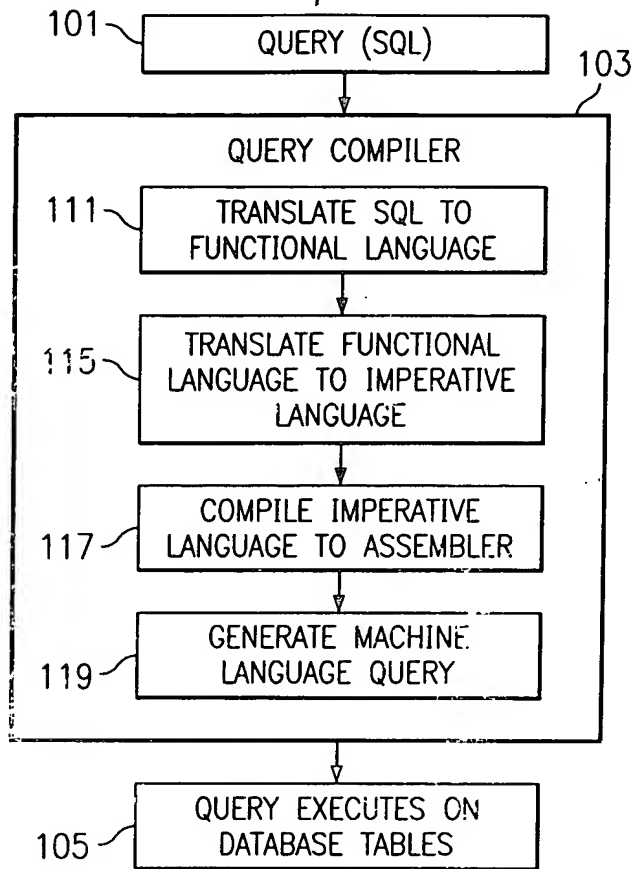 101
QUERY (SQL)
103
QUERY COMPILER
111
TRANSLATE SQL TO
FUNCTIONAL LANGUAGE
115
TRANSLATE FUNCTIONAL
LANGUAGE TO IMPERATIVE
LANGUAGE
117
COMPILE IMPERATIVE
LANGUAGE TO ASSEMBLER
119
GENERATE MACHINE
LANGUAGE QUERY
105
QUERY EXECUTES ON
DATABASE TABLES